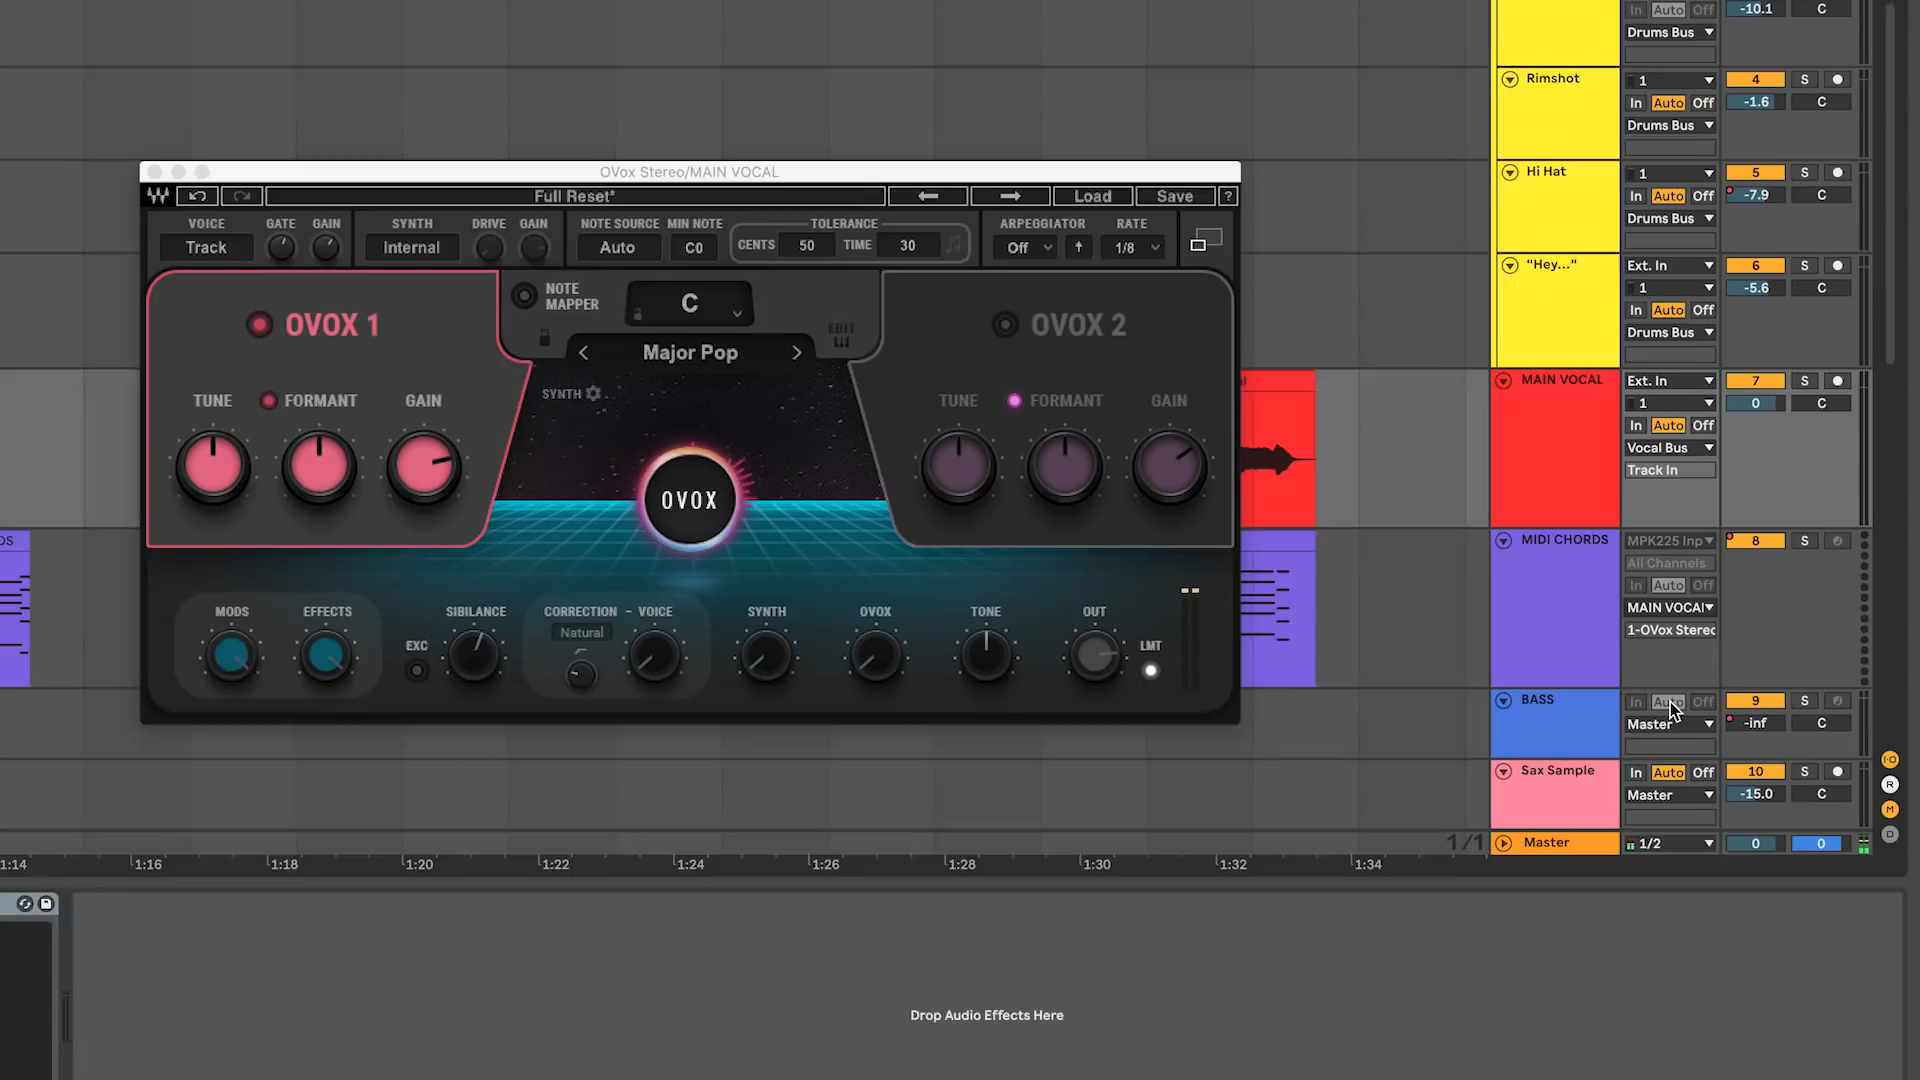 OVox Stereo/MAIN VOCAL
Full Reset*
Load
Save
?
VOICE
Track
GATE
GAIN
SYNTH
Internal
DRIVE
GAIN
NOTE SOURCE
Auto
MIN NOTE
C0
TOLERANCE
CENTS
50
TIME
30
ARPEGGIATOR
Off
RATE
1/8
OVOX 1
TUNE
FORMANT
GAIN
NOTE
MAPPER
C
EDIT
Major Pop
SYNTH
OVOX
OVOX 2
TUNE
FORMANT
GAIN
MODS
EFFECTS
EXC
SIBILANCE
CORRECTION - VOICE
Natural
SYNTH
OVOX
TONE
OUT
LMT
In Auto Off
Drums Bus
-10.1
C
Rimshot
1
In Auto Off
Drums Bus
4
S
-1.6
C
Hi Hat
1
In Auto Off
Drums Bus
5
S
-7.9
C
"Hey..."
Ext. In
1
In Auto Off
Drums Bus
6
S
-5.6
C
MAIN VOCAL
Ext. In
1
In Auto Off
Vocal Bus
Track In
7
S
0
C
MIDI CHORDS
MPK225 Inp
All Channels
In Auto Off
MAIN VOCAI
1-OVox Sterec
8
S
BASS
In Auto Off
Master
9
S
-inf
C
Sax Sample
In Auto Off
Master
10
S
-15.0
C
1/1
Master
1/2
0
0
I·O
R
M
D
DS
1:14
1:16
1:18
1:20
1:22
1:24
1:26
1:28
1:30
1:32
1:34
Drop Audio Effects Here